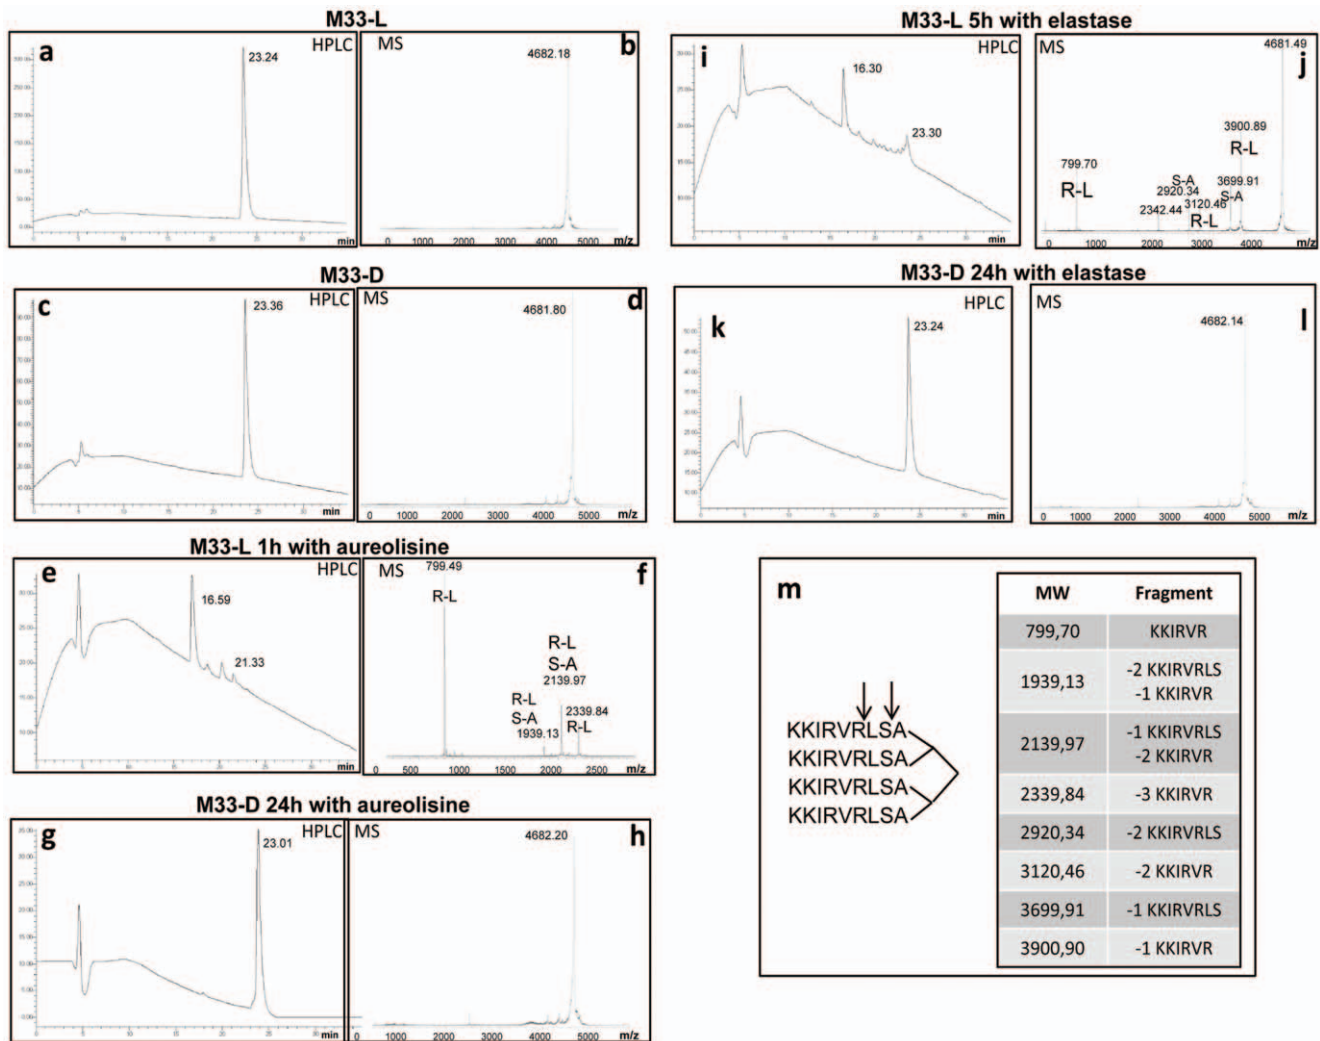 M33-L
a
HPLC
23.24
min
MS
b
4682.18
0 1000 2000 3000 4000 5000 m/z
M33-D
c
HPLC
23.36
min
MS
d
4681.80
0 1000 2000 3000 4000 5000 m/z
M33-L 1h with aureolisine
e
HPLC
16.59
21.33
min
MS
f
799.49
R-L
R-L
S-A
2139.97
R-L
S-A
1939.13
2339.84
R-L
0 500 1000 1500 2000 2500 m/z
M33-D 24h with aureolisine
g
HPLC
23.01
min
MS
h
4682.20
0 1000 2000 3000 4000 5000 m/z
M33-L 5h with elastase
i
HPLC
16.30
23.30
min
MS
j
4681.49
3900.89
R-L
799.70
R-L
S-A
2920.34
3699.91
S-A
3120.46
2342.44
R-L
0 1000 2000 3000 4000 m/z
M33-D 24h with elastase
k
HPLC
23.24
min
MS
l
4682.14
0 1000 2000 3000 4000 5000 m/z
m
KKIRVRLSA
KKIRVRLSA
KKIRVRLSA
KKIRVRLSA
MW Fragment
799,70 KKIRVR
1939,13 -2 KKIRVRLS
-1 KKIRVR
2139,97 -1 KKIRVRLS
-2 KKIRVR
2339,84 -3 KKIRVR
2920,34 -2 KKIRVRLS
3120,46 -2 KKIRVR
3699,91 -1 KKIRVRLS
3900,90 -1 KKIRVR